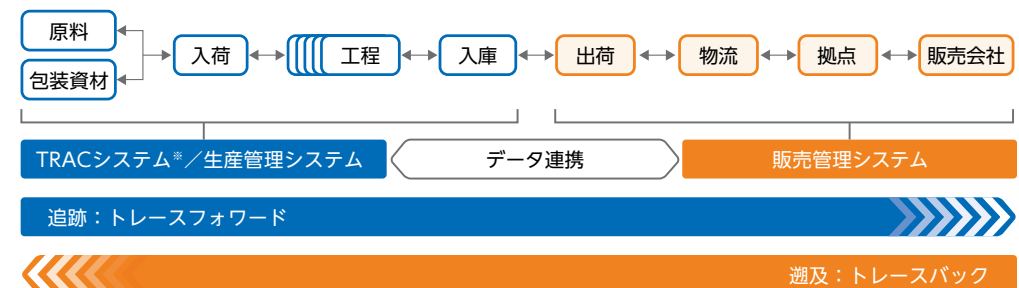 原料
包装資材
入荷
工程
入庫
出荷
物流
拠点
販売会社
TRACシステム※／生産管理システム
データ連携
販売管理システム
追跡：トレースフォワード
遡及：トレースバック